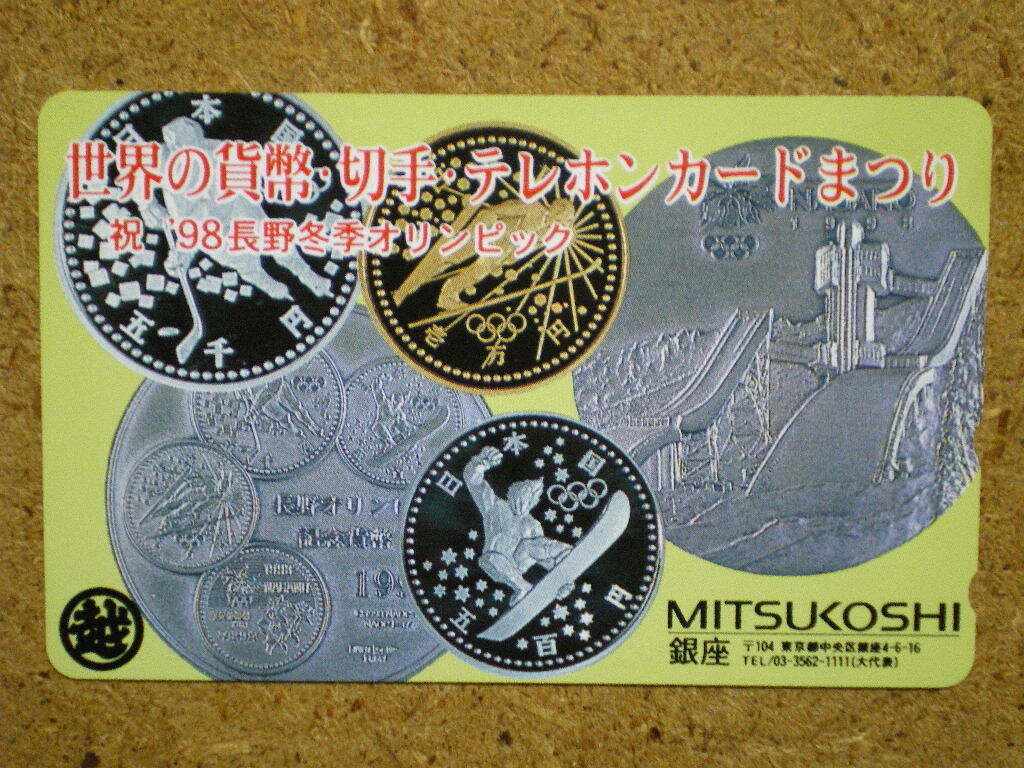 世界の貨幣・切手・テレホンカードまつり
祝 '98長野冬季オリンピック
日本国
五千円
壱万円
NAGANO
1998
長野オリン
記念貨幣
日本国
五百円
越
MITSUKOSHI
銀座
〒104 東京都中央区銀座4-6-16
TEL/03-3562-1111(大代表)